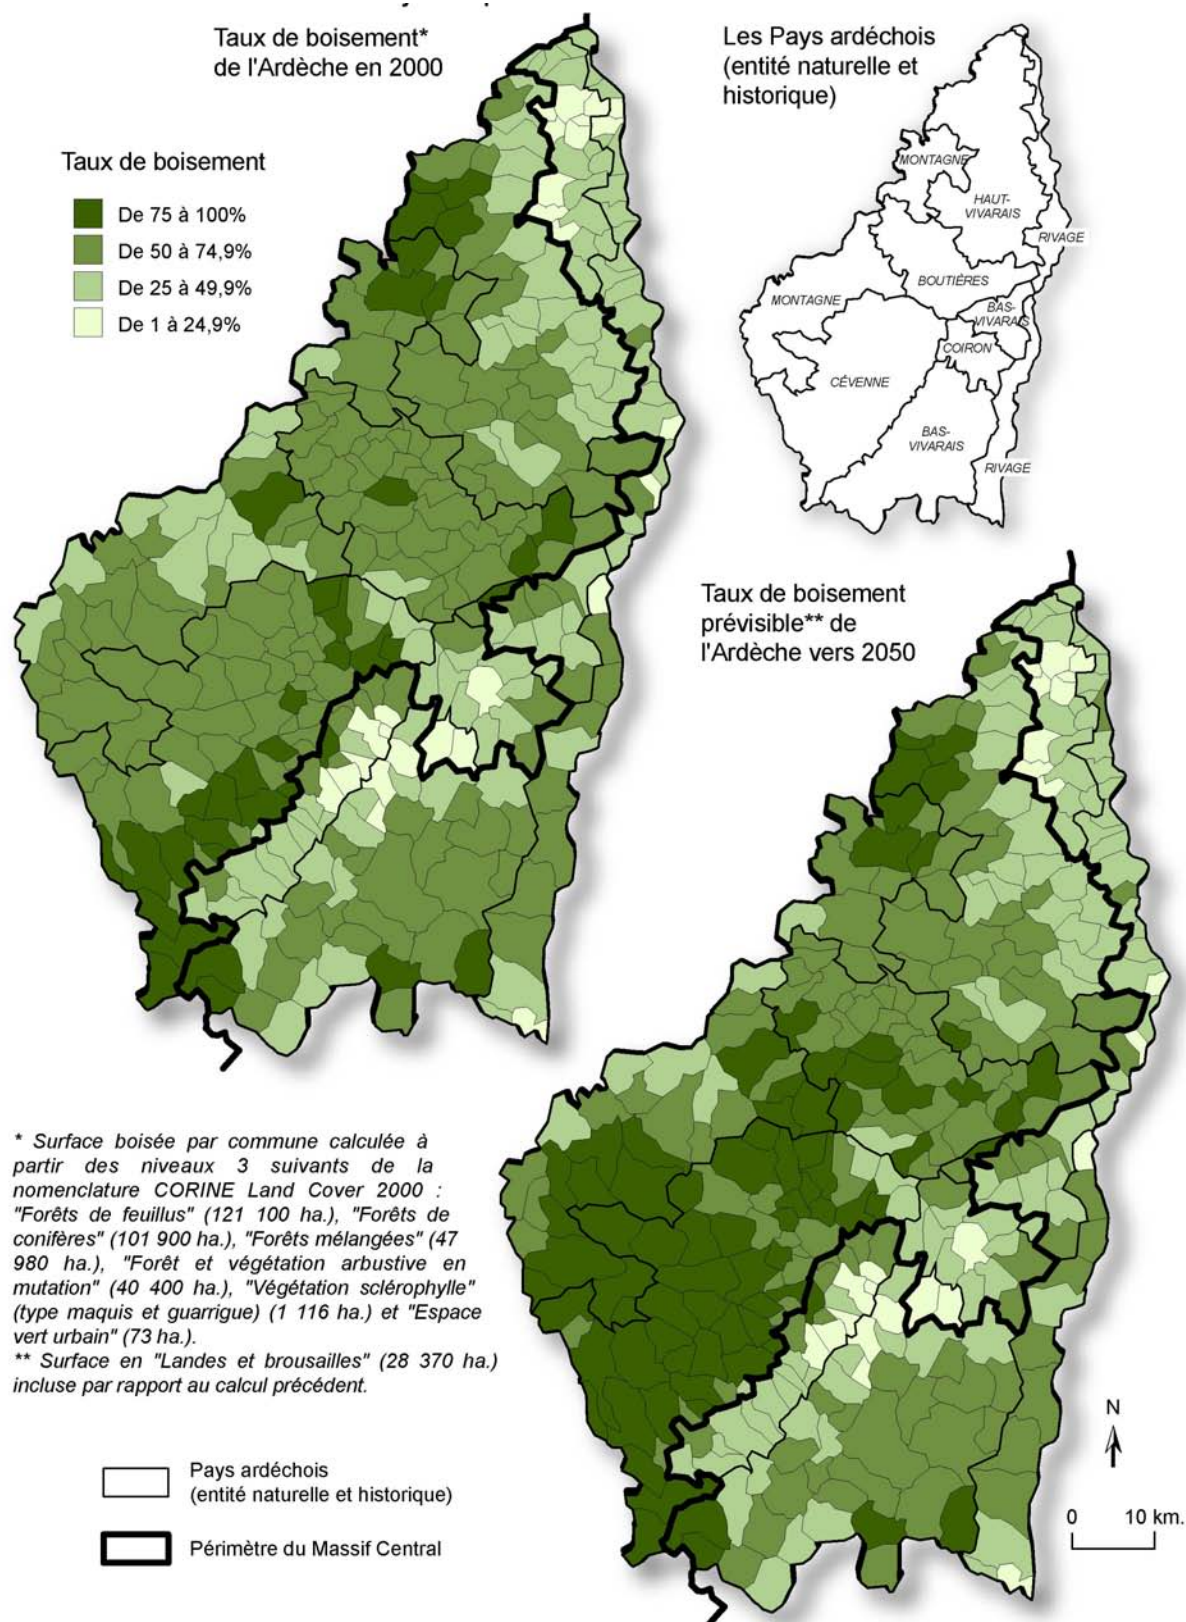 Taux de boisement*
de l'Ardèche en 2000
Taux de boisement
De 75 à 100%
De 50 à 74,9%
De 25 à 49,9%
De 1 à 24,9%
Les Pays ardéchois
(entité naturelle et
historique)
MONTAGNE
HAUT-
VIVARAIS
RIVAGE
BOUTIÈRES
MONTAGNE
BAS-
VIVARAIS
COIRON
CÉVENNE
BAS-
VIVARAIS
RIVAGE
Taux de boisement
prévisible** de
l'Ardèche vers 2050
* Surface boisée par commune calculée à
partir des niveaux 3 suivants de la
nomenclature CORINE Land Cover 2000 :
"Forêts de feuillus" (121 100 ha.), "Forêts de
conifères" (101 900 ha.), "Forêts mélangées" (47
980 ha.), "Forêt et végétation arbustive en
mutation" (40 400 ha.), "Végétation sclérophylle"
(type maquis et guarrigue) (1 116 ha.) et "Espace
vert urbain" (73 ha.).
** Surface en "Landes et brousailles" (28 370 ha.)
incluse par rapport au calcul précédent.
Pays ardéchois
(entité naturelle et historique)
Périmètre du Massif Central
N
0 10 km.